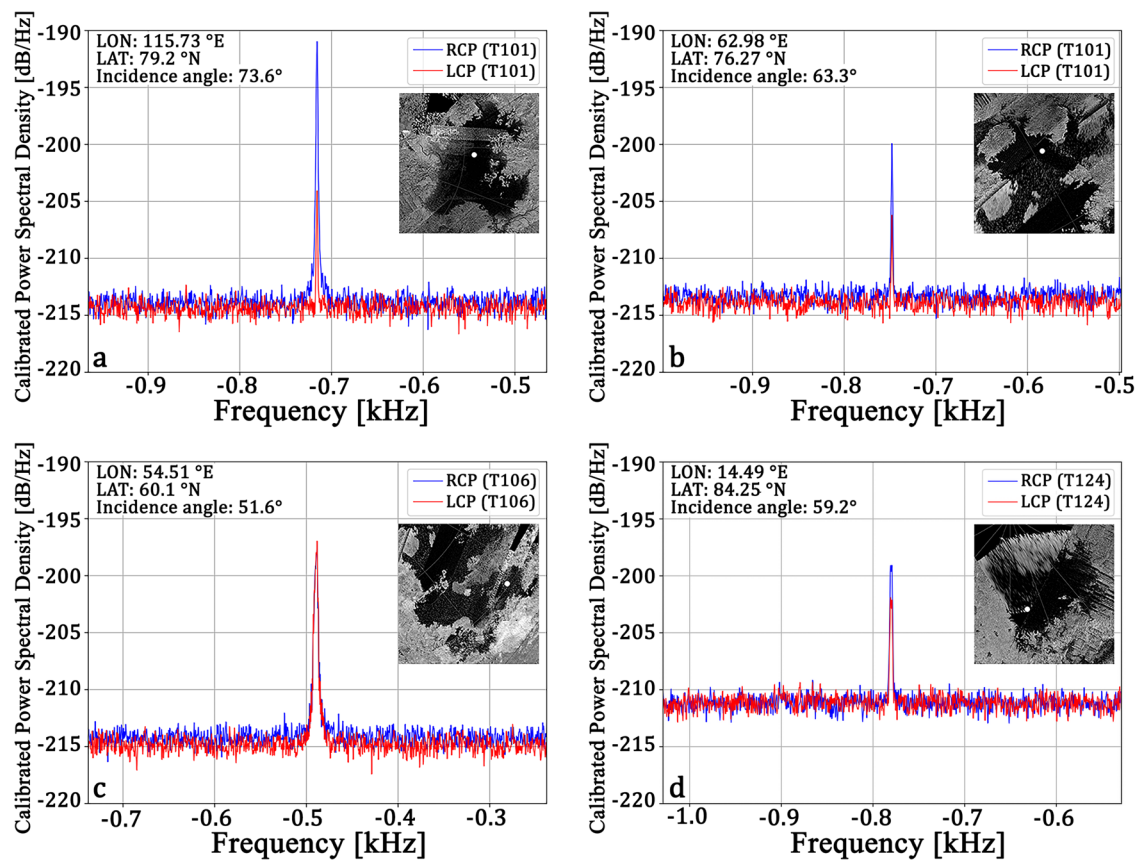 Calibrated Power Spectral Density [dB/Hz]
-190
-195
-200
-205
-210
-215
-220
LON: 115.73 °E
LAT: 79.2 °N
Incidence angle: 73.6°
RCP (T101)
LCP (T101)
a
-0.9
-0.8
-0.7
-0.6
-0.5
Frequency [kHz]
Calibrated Power Spectral Density [dB/Hz]
-190
-195
-200
-205
-210
-215
-220
LON: 62.98 °E
LAT: 76.27 °N
Incidence angle: 63.3°
RCP (T101)
LCP (T101)
b
-0.9
-0.8
-0.7
-0.6
-0.5
Frequency [kHz]
Calibrated Power Spectral Density [dB/Hz]
-190
-195
-200
-205
-210
-215
-220
LON: 54.51 °E
LAT: 60.1 °N
Incidence angle: 51.6°
RCP (T106)
LCP (T106)
c
-0.7
-0.6
-0.5
-0.4
-0.3
Frequency [kHz]
Calibrated Power Spectral Density [dB/Hz]
-190
-195
-200
-205
-210
-215
-220
LON: 14.49 °E
LAT: 84.25 °N
Incidence angle: 59.2°
RCP (T124)
LCP (T124)
d
-1.0
-0.9
-0.8
-0.7
-0.6
Frequency [kHz]